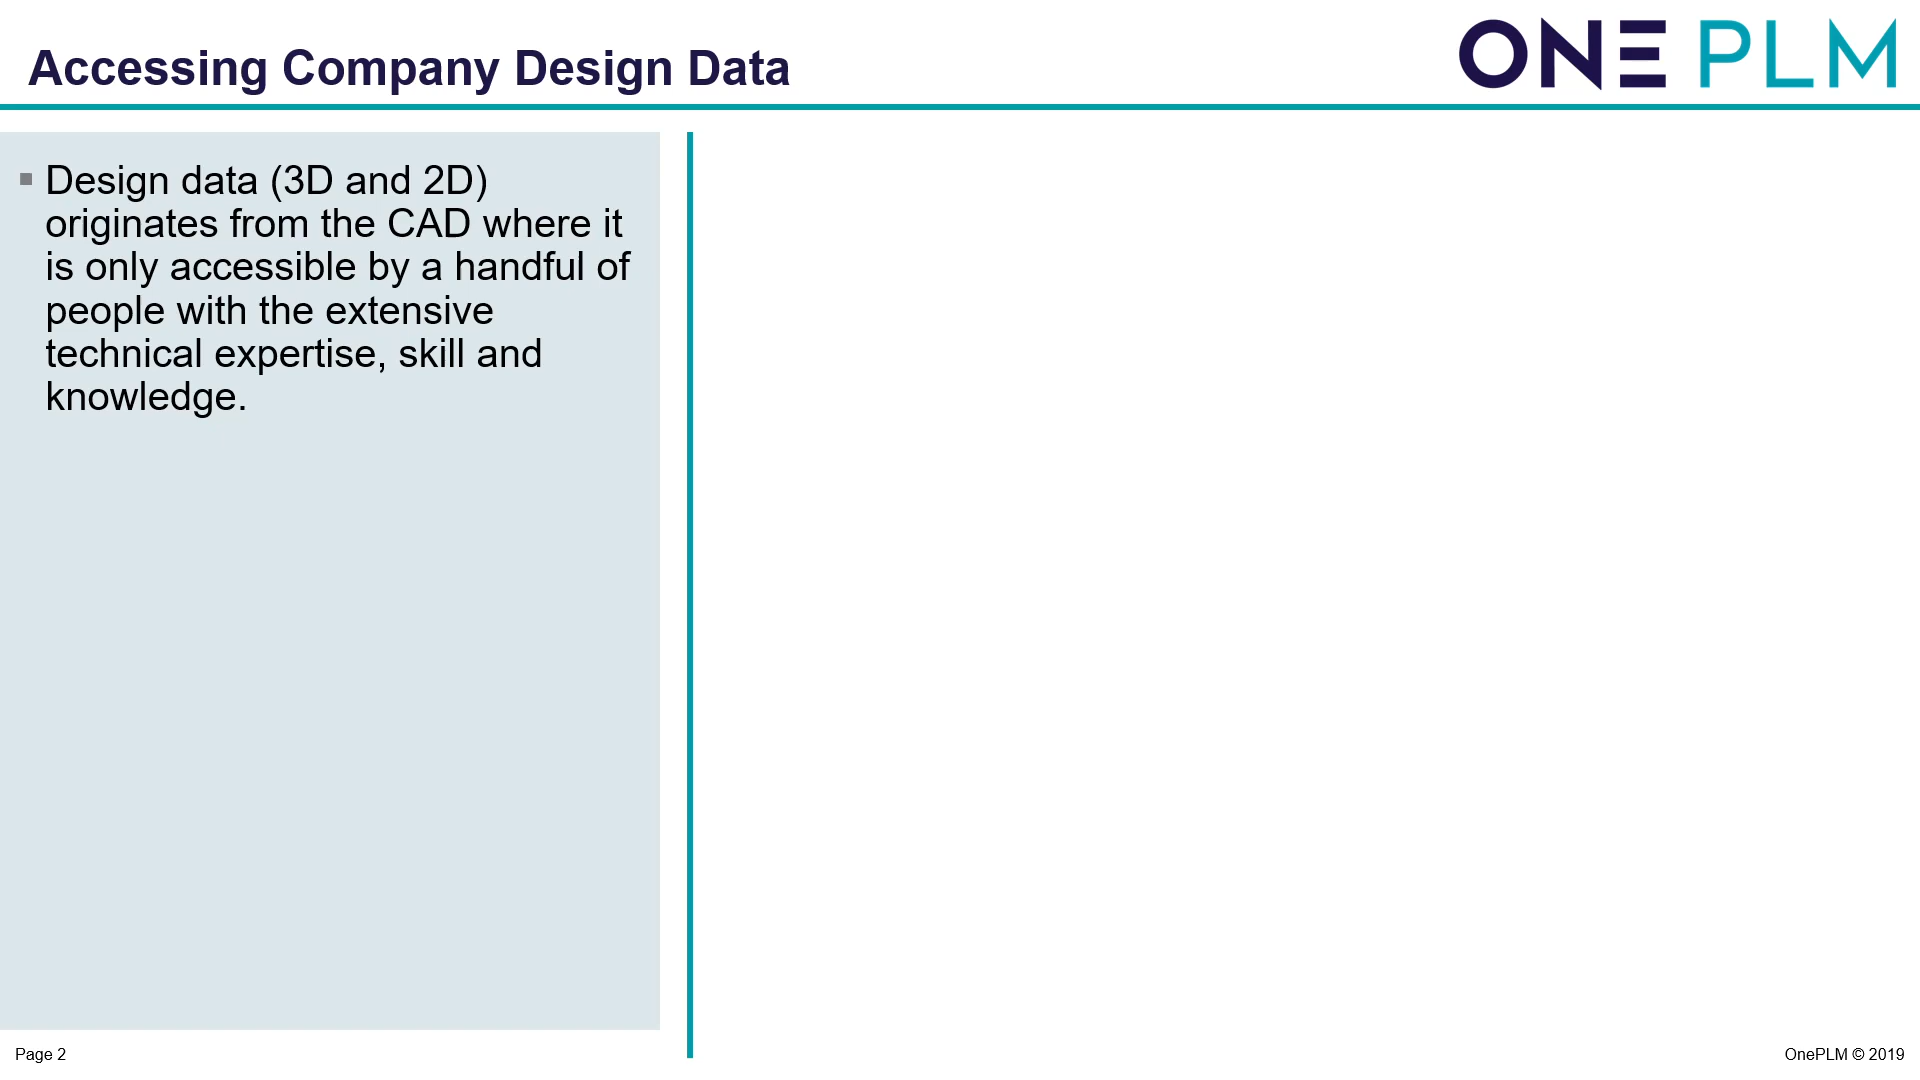 Accessing Company Design Data
ONE PLM
▪ Design data (3D and 2D)
originates from the CAD where it
is only accessible by a handful of
people with the extensive
technical expertise, skill and
knowledge.
Page 2
OnePLM © 2019